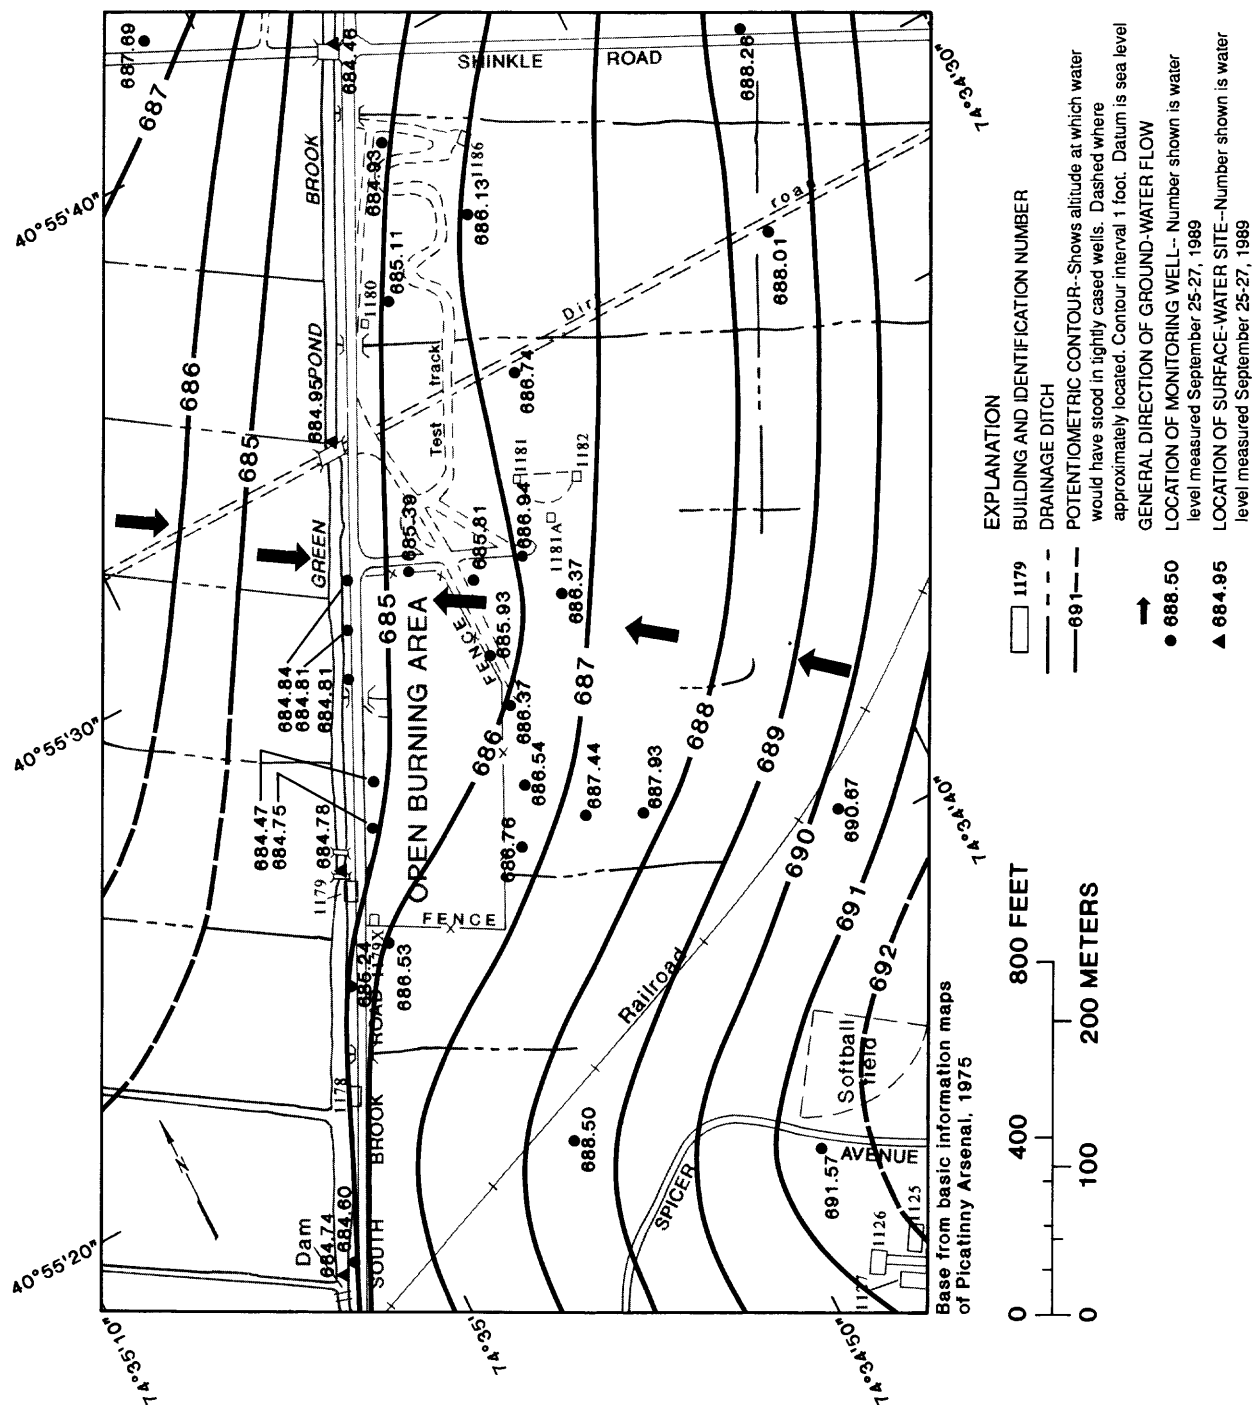 687.69
684.46
SHINKLE ROAD
688.26
74°34'30"
687
BROOK
40°55'40"
684.93
1186
686.13
685.11
1180
road
688.01
Dirt
POND
686
684.95
Test track
686.74
685
1181
1182
686.94
685.39
685.81
1181A
GREEN
686.37
685
OPEN BURNING AREA
FENCE
685.93
684.84
684.81
684.81
40°55'30"
686.37
687
688
686
686.54
687.44
687.93
689
690.67
684.47
684.75
684.78
686.76
690
74°34'40"
1179
691
FENCE
685.24
1179X
686.53
692
Railroad
Softball
field
1178
SOUTH BROOK ROAD
688.50
SPICER AVENUE
691.57
1126
1125
N
Dam
684.74
684.60
40°55'20"
74°35'10"
74°35'
74°34'50"
Base from basic information maps
of Picatinny Arsenal, 1975
0 400 800 FEET
0 100 200 METERS
EXPLANATION
1179 BUILDING AND IDENTIFICATION NUMBER
DRAINAGE DITCH
691 POTENTIOMETRIC CONTOUR--Shows altitude at which water
would have stood in tightly cased wells. Dashed where
approximately located. Contour interval 1 foot. Datum is sea level
GENERAL DIRECTION OF GROUND-WATER FLOW
688.50 LOCATION OF MONITORING WELL-- Number shown is water
level measured September 25-27, 1989
684.95 LOCATION OF SURFACE-WATER SITE--Number shown is water
level measured September 25-27, 1989